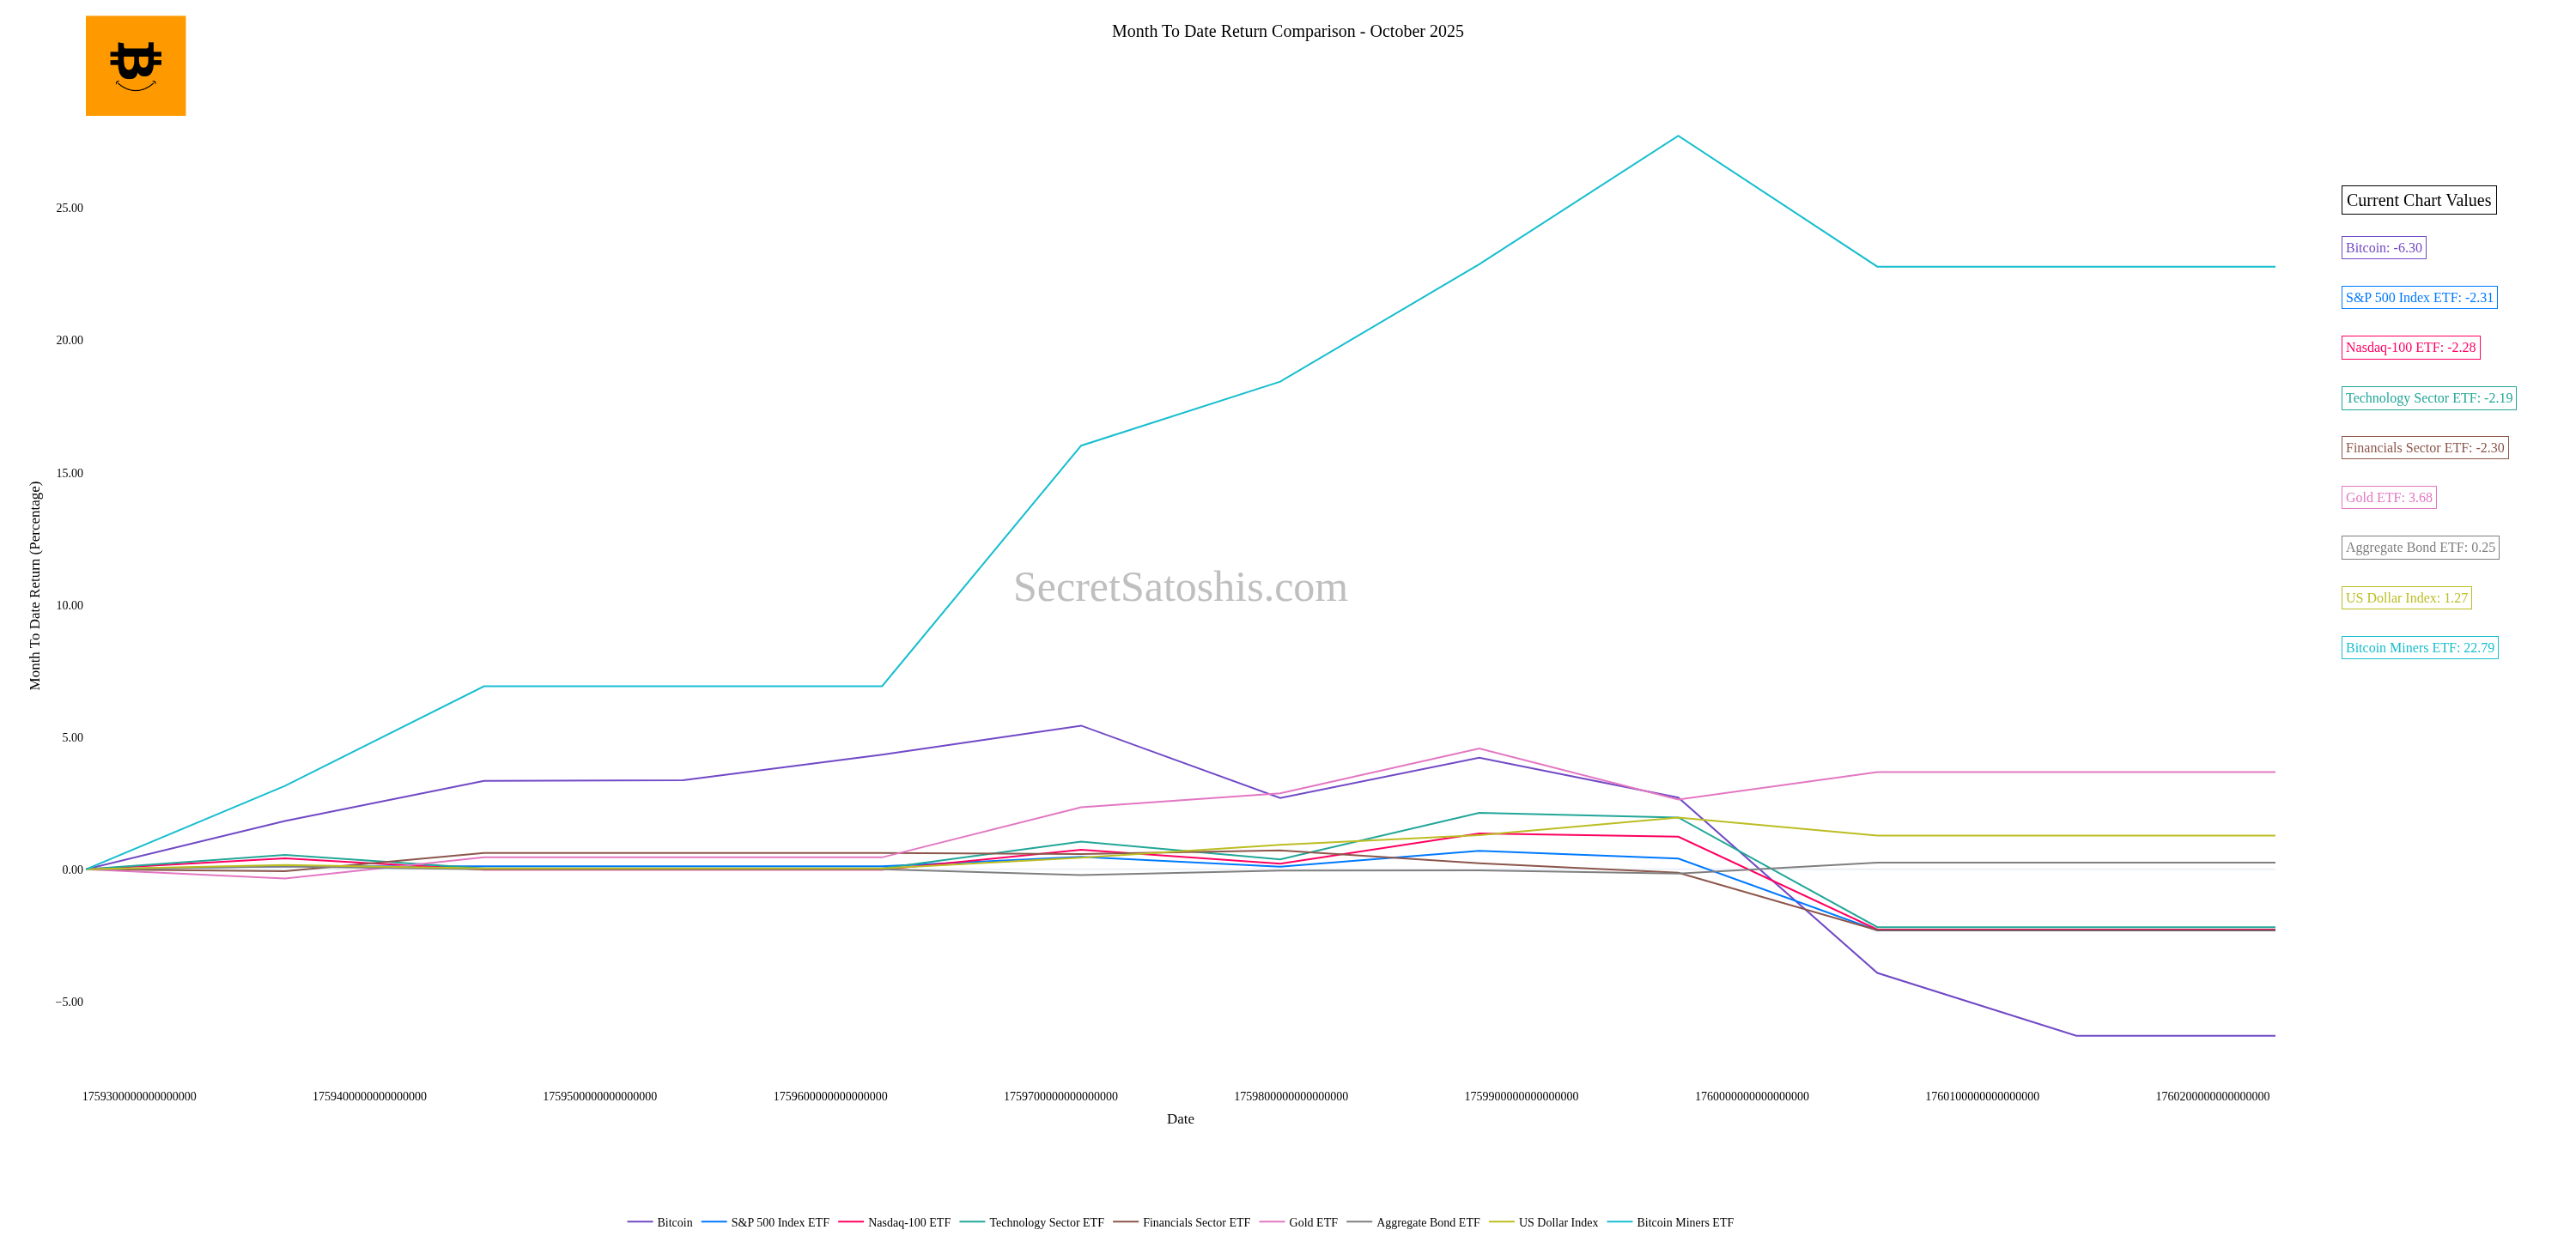 Month To Date Return Comparison - October 2025
Month To Date Return (Percentage)
25.00
20.00
15.00
10.00
5.00
0.00
−5.00
SecretSatoshis.com
Current Chart Values
Bitcoin: -6.30
S&P 500 Index ETF: -2.31
Nasdaq-100 ETF: -2.28
Technology Sector ETF: -2.19
Financials Sector ETF: -2.30
Gold ETF: 3.68
Aggregate Bond ETF: 0.25
US Dollar Index: 1.27
Bitcoin Miners ETF: 22.79
1759300000000000000 1759400000000000000 1759500000000000000 1759600000000000000 1759700000000000000 1759800000000000000 1759900000000000000 1760000000000000000 1760100000000000000 1760200000000000000
Date
Bitcoin S&P 500 Index ETF Nasdaq-100 ETF Technology Sector ETF Financials Sector ETF Gold ETF Aggregate Bond ETF US Dollar Index Bitcoin Miners ETF